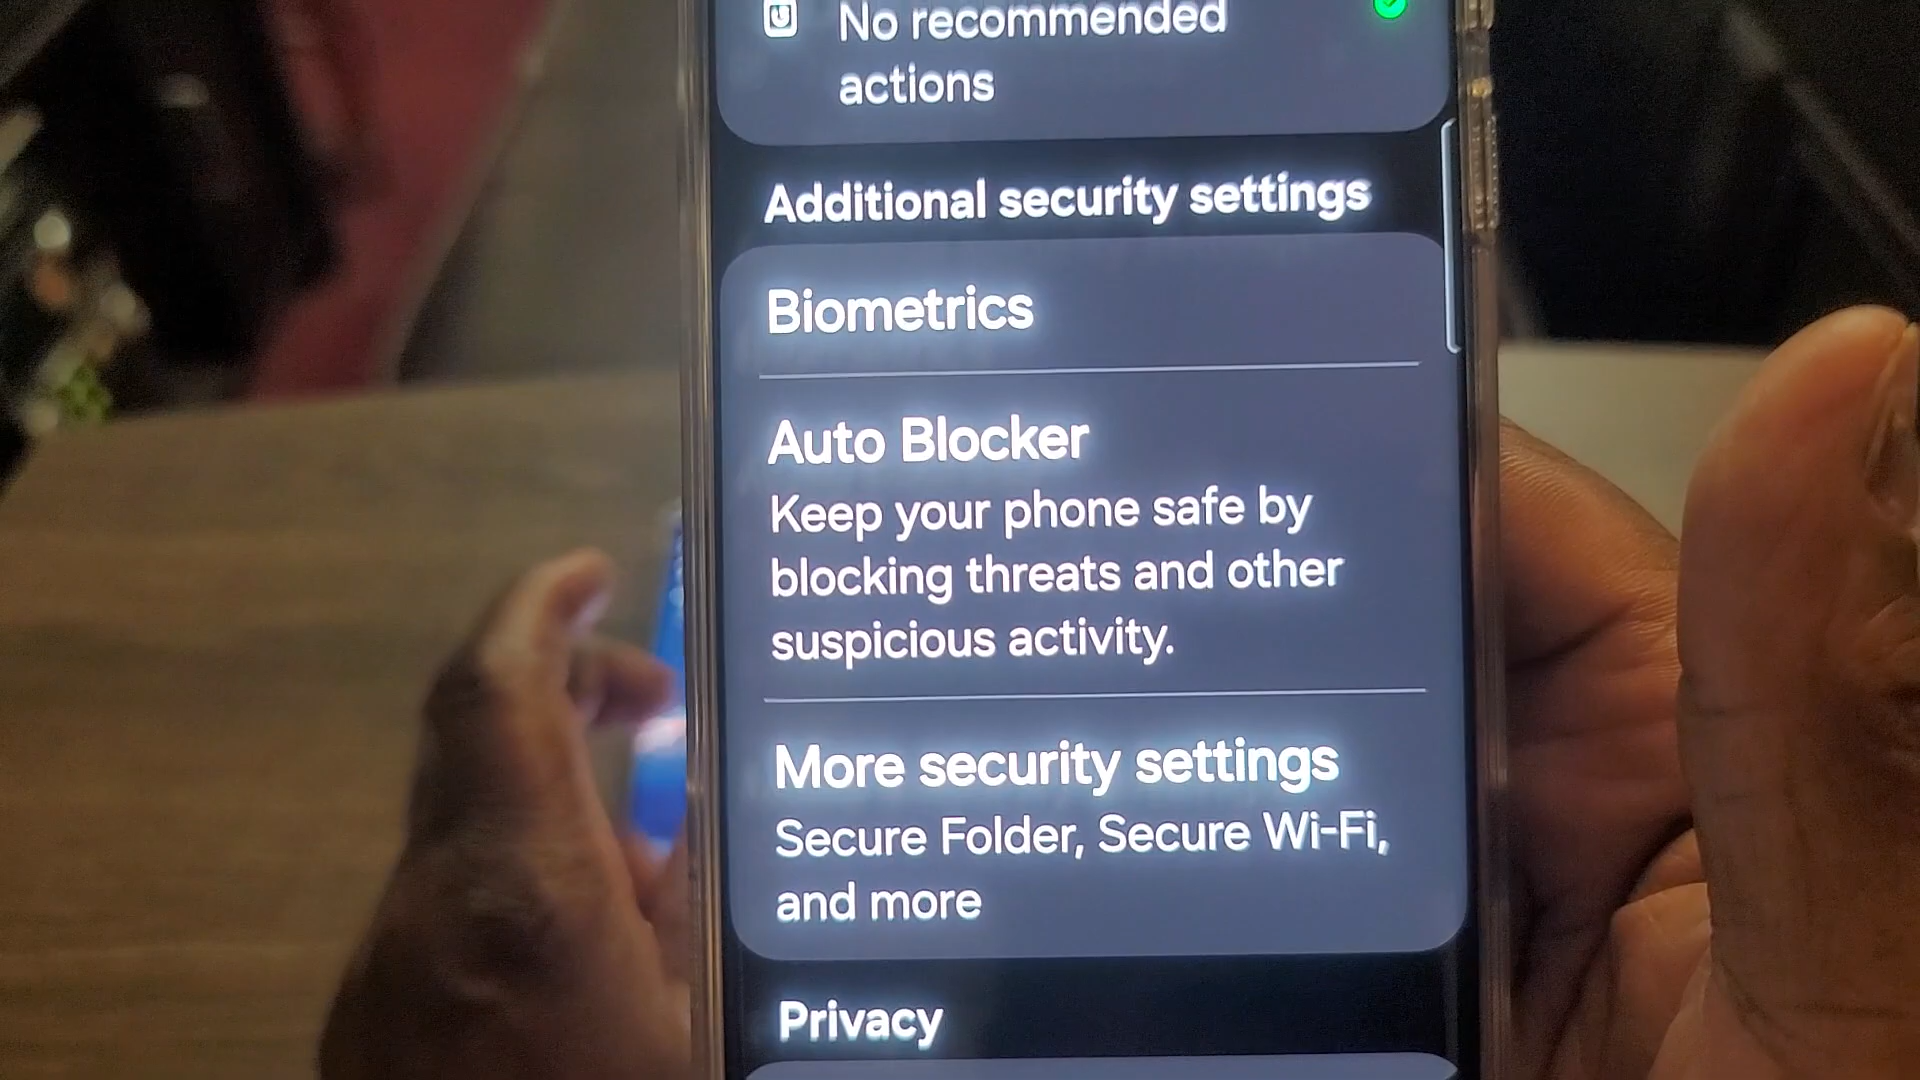 No recommended
actions
Additional security settings
Biometrics
Auto Blocker
Keep your phone safe by
blocking threats and other
suspicious activity.
More security settings
Secure Folder, Secure Wi-Fi,
and more
Privacy